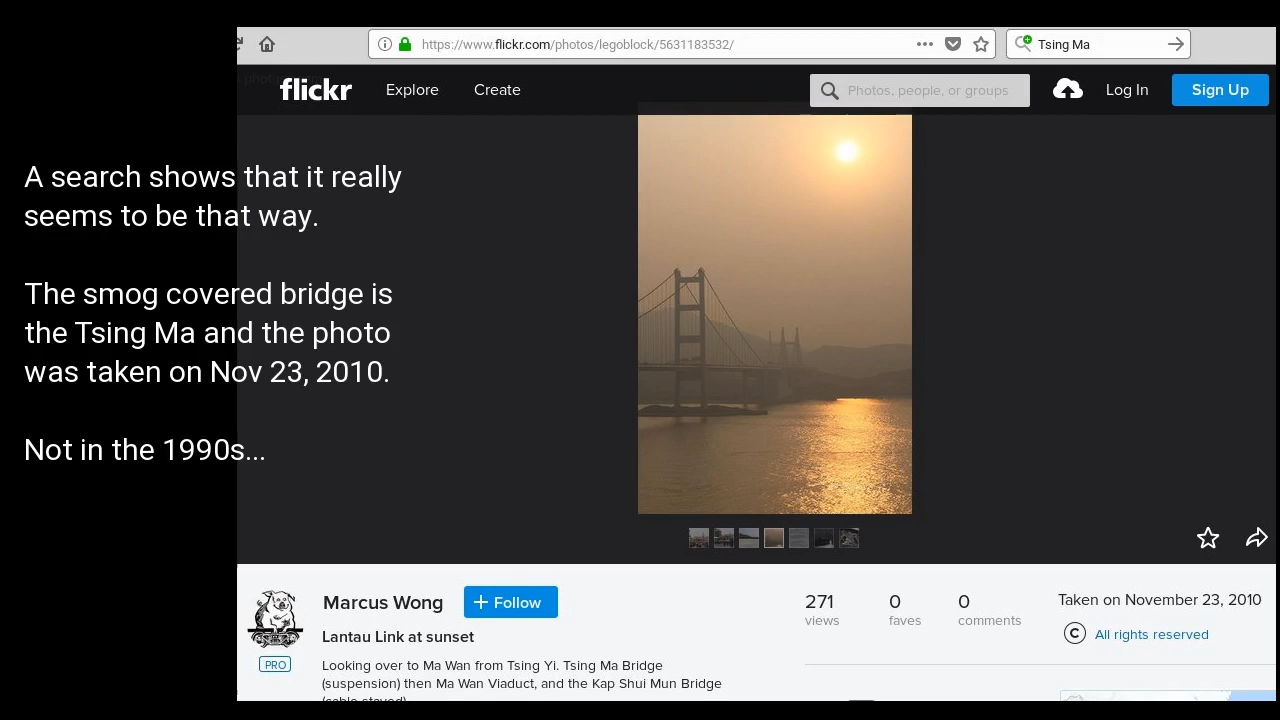 https://www.flickr.com/photos/legoblock/5631183532/
Tsing Ma
flickr
Explore
Create
Photos, people, or groups
Log In
Sign Up
A search shows that it really
seems to be that way.
The smog covered bridge is
the Tsing Ma and the photo
was taken on Nov 23, 2010.
Not in the 1990s...
Marcus Wong
Follow
PRO
Lantau Link at sunset
Looking over to Ma Wan from Tsing Yi. Tsing Ma Bridge
(suspension) then Ma Wan Viaduct, and the Kap Shui Mun Bridge
(cable stayed)
271
views
0
faves
0
comments
Taken on November 23, 2010
All rights reserved